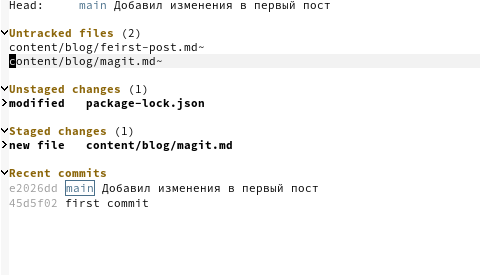 Head:     main Добавил изменения в первый пост
Untracked files (2)
content/blog/feirst-post.md~
content/blog/magit.md~
Unstaged changes (1)
modified   package-lock.json
Staged changes (1)
new file   content/blog/magit.md
Recent commits
e2026dd main Добавил изменения в первый пост
45d5f02 first commit